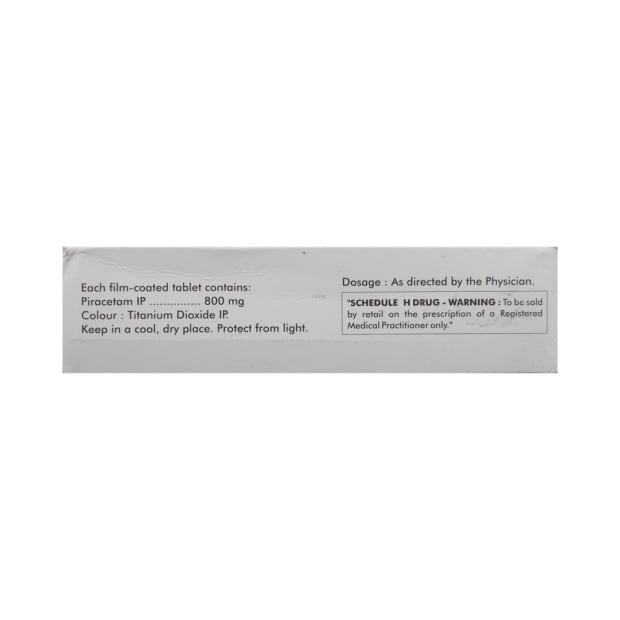 Each film-coated tablet contains:
Piracetam IP ............... 800 mg
Colour : Titanium Dioxide IP.
Keep in a cool, dry place. Protect from light.
Dosage : As directed by the Physician.
"SCHEDULE H DRUG - WARNING : To be sold
by retail on the prescription of a Registered
Medical Practitioner only."